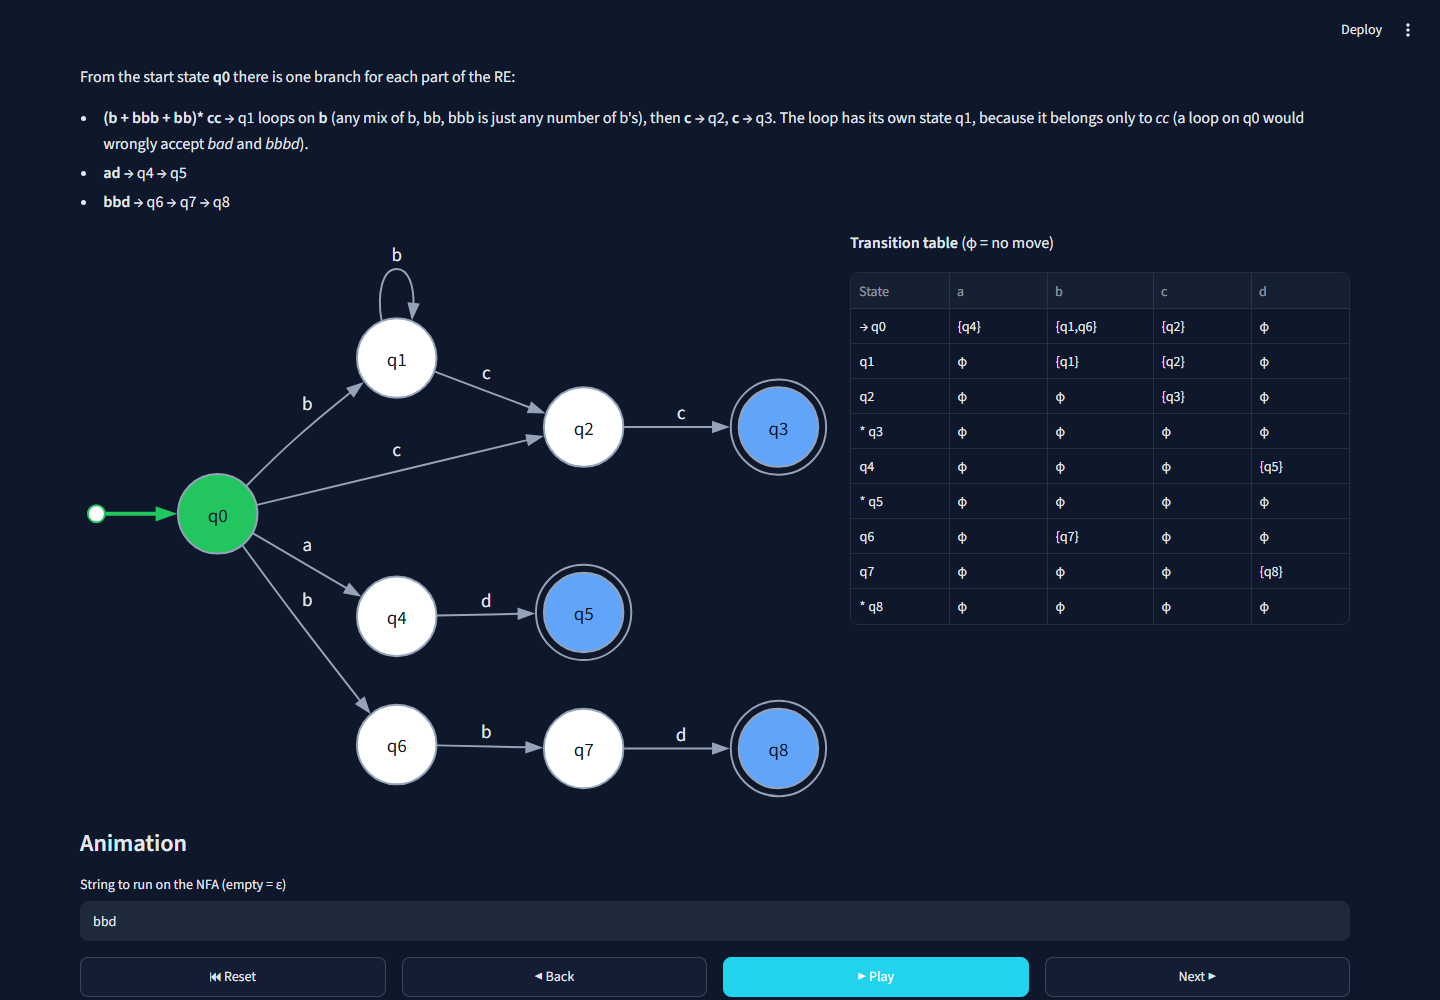 Deploy
From the start state q0 there is one branch for each part of the RE:
• (b + bbb + bb)* cc → q1 loops on b (any mix of b, bb, bbb is just any number of b's), then c → q2, c → q3. The loop has its own state q1, because it belongs only to cc (a loop on q0 would
wrongly accept bad and bbbd).
• ad → q4 → q5
• bbd → q6 → q7 → q8
b
q1
c
b
q2
c
q3
c
q0
a
b
q4
d
q5
q6
b
q7
d
q8
Transition table (ϕ = no move)
State a b c d
→ q0 {q4} {q1,q6} {q2} ϕ
q1 ϕ {q1} {q2} ϕ
q2 ϕ ϕ {q3} ϕ
* q3 ϕ ϕ ϕ ϕ
q4 ϕ ϕ ϕ {q5}
* q5 ϕ ϕ ϕ ϕ
q6 ϕ {q7} ϕ ϕ
q7 ϕ ϕ ϕ {q8}
* q8 ϕ ϕ ϕ ϕ
Animation
String to run on the NFA (empty = ε)
bbd
⏮ Reset
◀ Back
▶ Play
Next ▶